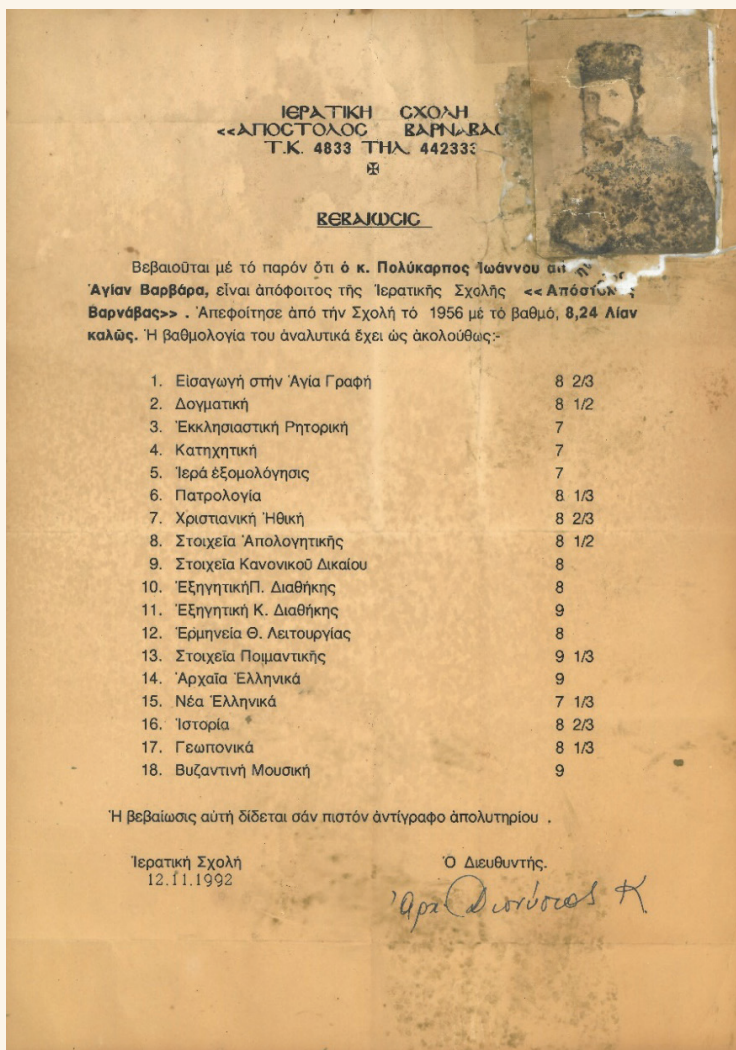 ΙΕΡΑΤΙΚΗ ΣΧΟΛΗ
<<ΑΠΟΣΤΟΛΟΣ ΒΑΡΝΑΒΑΣ
Τ.Κ. 4833 ΤΗΛ. 442333
ΒΕΒΑΙΩΣΙΣ
Βεβαιοῦται μέ τό παρόν ὅτι ὁ κ. Πολύκαρπος Ἰωάννου
Ἁγίαν Βαρβάρα, εἶναι ἀπόφοιτος τῆς Ἱερατικῆς Σχολῆς <<Ἀπόστολος
Βαρνάβας>> . Ἀπεφοίτησε ἀπό τήν Σχολή τό 1956 μέ τό βαθμό, 8,24 Λίαν
καλῶς. Ἡ βαθμολογία του ἀναλυτικά ἔχει ὡς ἀκολούθως:-
1. Εἰσαγωγή στήν Ἁγία Γραφή 8 2/3
2. Δογματική 8 1/2
3. Ἐκκλησιαστική Ρητορική 7
4. Κατηχητική 7
5. Ἱερά ἐξομολόγησις 7
6. Πατρολογία 8 1/3
7. Χριστιανική Ἠθική 8 2/3
8. Στοιχεῖα Ἀπολογητικῆς 8 1/2
9. Στοιχεῖα Κανονικοῦ Δικαίου 8
10. ἘξηγητικήΠ. Διαθήκης 8
11. Ἐξηγητική Κ. Διαθήκης 9
12. Ἑρμηνεία Θ. Λειτουργίας 8
13. Στοιχεῖα Ποιμαντικῆς 9 1/3
14. Ἀρχαῖα Ἑλληνικά 9
15. Νέα Ἑλληνικά 7 1/3
16. Ἱστορία 8 2/3
17. Γεωπονικά 8 1/3
18. Βυζαντινή Μουσική 9
Ἡ βεβαίωσις αὐτή δίδεται σάν πιστόν ἀντίγραφο ἀπολυτηρίου .
Ἱερατική Σχολή Ὁ Διευθυντής.
12.11.1992
Ἀρχ Διονύσιος Κ